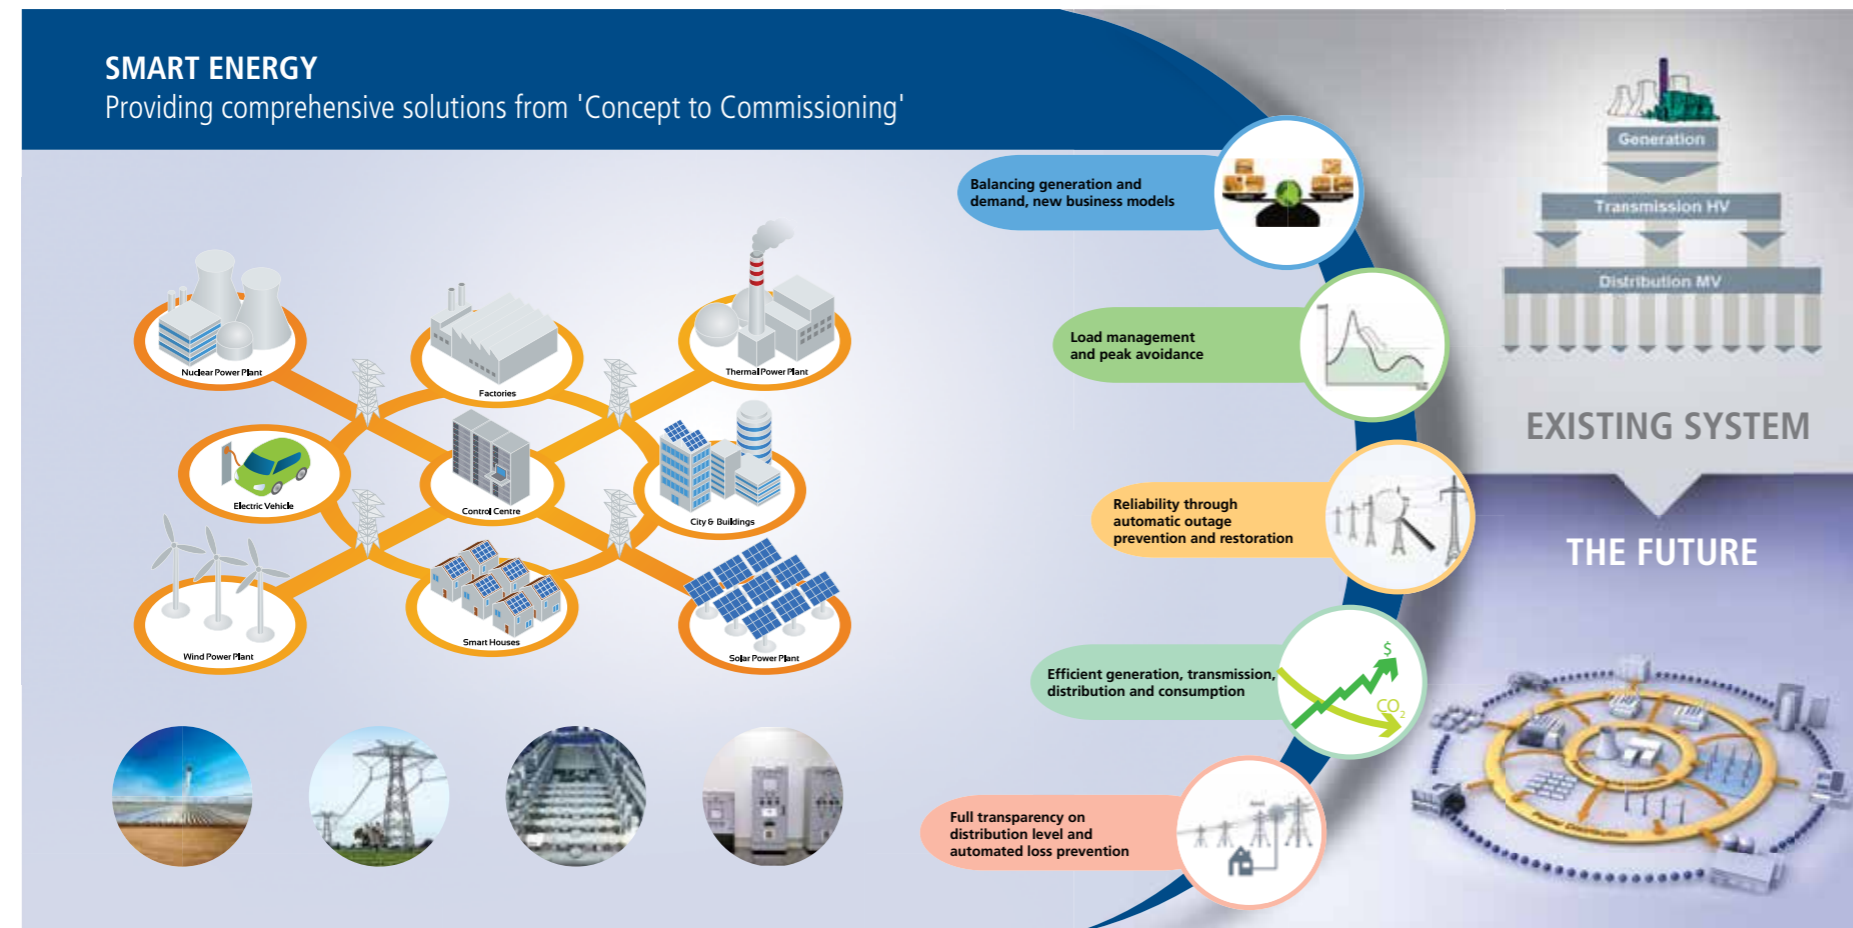 SMART ENERGY
Providing comprehensive solutions from 'Concept to Commissioning'
Nuclear Power Plant
Factories
Thermal Power Plant
Electric Vehicle
Control Centre
City & Buildings
Wind Power Plant
Smart Houses
Solar Power Plant
Balancing generation and
demand, new business models
Load management
and peak avoidance
Reliability through
automatic outage
prevention and restoration
Efficient generation, transmission,
distribution and consumption
$
CO2
Full transparency on
distribution level and
automated loss prevention
Generation
Transmission HV
Distribution MV
EXISTING SYSTEM
THE FUTURE
Power Distribution